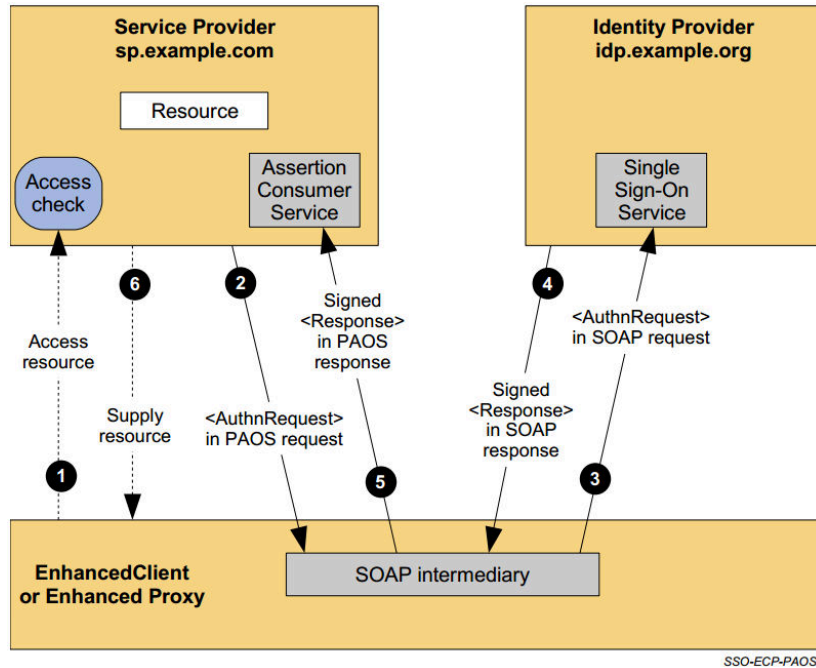 Service Provider
sp.example.com
Resource
Access
check
Assertion
Consumer
Service
Identity Provider
idp.example.org
Single
Sign-On
Service
6
2
4
Access
resource
Signed
<Response>
in PAOS
response
<AuthnRequest>
in SOAP request
Supply
resource
<AuthnRequest>
in PAOS request
Signed
<Response>
in SOAP
response
1
5
3
EnhancedClient
or Enhanced Proxy
SOAP intermediary
SSO-ECP-PAOS